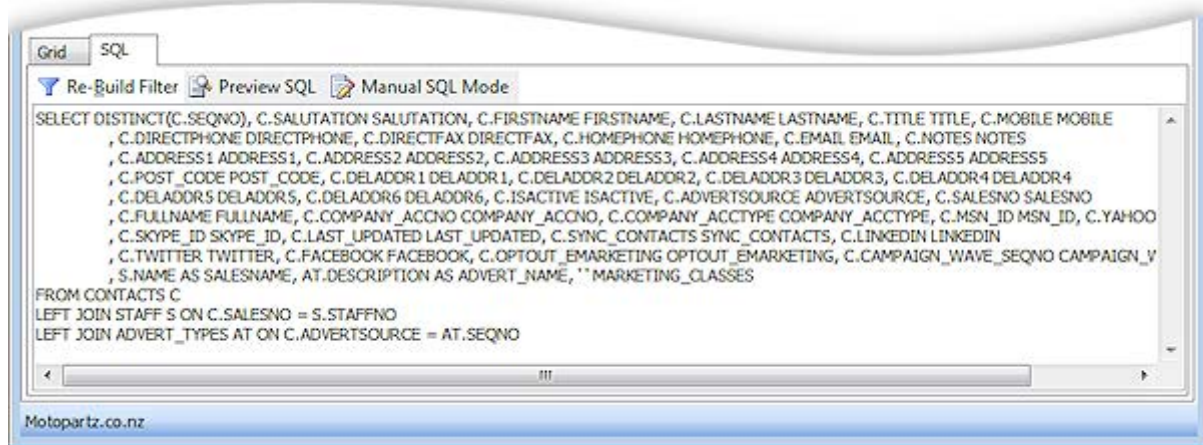 Grid SQL
Re-Build Filter Preview SQL Manual SQL Mode
SELECT DISTINCT(C.SEQNO), C.SALUTATION SALUTATION, C.FIRSTNAME FIRSTNAME, C.LASTNAME LASTNAME, C.TITLE TITLE, C.MOBILE MOBILE
, C.DIRECTPHONE DIRECTPHONE, C.DIRECTFAX DIRECTFAX, C.HOMEPHONE HOMEPHONE, C.EMAIL EMAIL, C.NOTES NOTES
, C.ADDRESS1 ADDRESS1, C.ADDRESS2 ADDRESS2, C.ADDRESS3 ADDRESS3, C.ADDRESS4 ADDRESS4, C.ADDRESS5 ADDRESS5
, C.POST_CODE POST_CODE, C.DELADDR1 DELADDR1, C.DELADDR2 DELADDR2, C.DELADDR3 DELADDR3, C.DELADDR4 DELADDR4
, C.DELADDR5 DELADDR5, C.DELADDR6 DELADDR6, C.ISACTIVE ISACTIVE, C.ADVERTSOURCE ADVERTSOURCE, C.SALESNO SALESNO
, C.FULLNAME FULLNAME, C.COMPANY_ACCNO COMPANY_ACCNO, C.COMPANY_ACCTYPE COMPANY_ACCTYPE, C.MSN_ID MSN_ID, C.YAHOO
, C.SKYPE_ID SKYPE_ID, C.LAST_UPDATED LAST_UPDATED, C.SYNC_CONTACTS SYNC_CONTACTS, C.LINKEDIN LINKEDIN
, C.TWITTER TWITTER, C.FACEBOOK FACEBOOK, C.OPTOUT_EMARKETING OPTOUT_EMARKETING, C.CAMPAIGN_WAVE_SEQNO CAMPAIGN_V
, S.NAME AS SALESNAME, AT.DESCRIPTION AS ADVERT_NAME, ``MARKETING_CLASSES
FROM CONTACTS C
LEFT JOIN STAFF S ON C.SALESNO = S.STAFFNO
LEFT JOIN ADVERT_TYPES AT ON C.ADVERTSOURCE = AT.SEQNO
Motopartz.co.nz